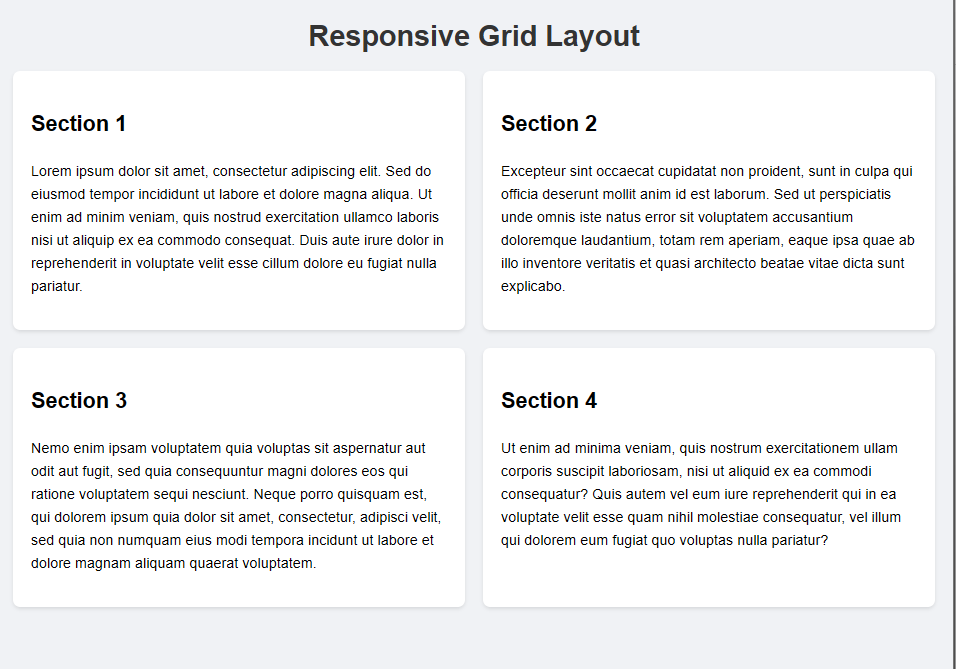 Responsive Grid Layout
Section 1
Lorem ipsum dolor sit amet, consectetur adipiscing elit. Sed do
eiusmod tempor incididunt ut labore et dolore magna aliqua. Ut
enim ad minim veniam, quis nostrud exercitation ullamco laboris
nisi ut aliquip ex ea commodo consequat. Duis aute irure dolor in
reprehenderit in voluptate velit esse cillum dolore eu fugiat nulla
pariatur.
Section 2
Excepteur sint occaecat cupidatat non proident, sunt in culpa qui
officia deserunt mollit anim id est laborum. Sed ut perspiciatis
unde omnis iste natus error sit voluptatem accusantium
doloremque laudantium, totam rem aperiam, eaque ipsa quae ab
illo inventore veritatis et quasi architecto beatae vitae dicta sunt
explicabo.
Section 3
Nemo enim ipsam voluptatem quia voluptas sit aspernatur aut
odit aut fugit, sed quia consequuntur magni dolores eos qui
ratione voluptatem sequi nesciunt. Neque porro quisquam est,
qui dolorem ipsum quia dolor sit amet, consectetur, adipisci velit,
sed quia non numquam eius modi tempora incidunt ut labore et
dolore magnam aliquam quaerat voluptatem.
Section 4
Ut enim ad minima veniam, quis nostrum exercitationem ullam
corporis suscipit laboriosam, nisi ut aliquid ex ea commodi
consequatur? Quis autem vel eum iure reprehenderit qui in ea
voluptate velit esse quam nihil molestiae consequatur, vel illum
qui dolorem eum fugiat quo voluptas nulla pariatur?